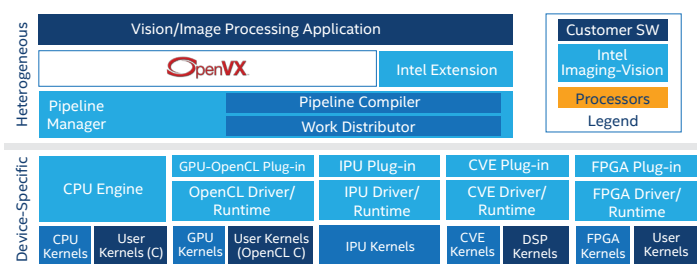 Heterogeneous
Vision/Image Processing Application
OpenVX
Intel Extension
Pipeline
Manager
Pipeline Compiler
Work Distributor
Customer SW
Intel
Imaging-Vision
Processors
Legend
Device-Specific
CPU Engine
GPU-OpenCL Plug-in
OpenCL Driver/
Runtime
IPU Plug-in
IPU Driver/
Runtime
CVE Plug-in
CVE Driver/
Runtime
FPGA Plug-in
FPGA Driver/
Runtime
CPU
Kernels
User
Kernels (C)
GPU
Kernels
User Kernels
(OpenCL C)
IPU Kernels
CVE
Kernels
DSP
Kernels
FPGA
Kernels
User
Kernels